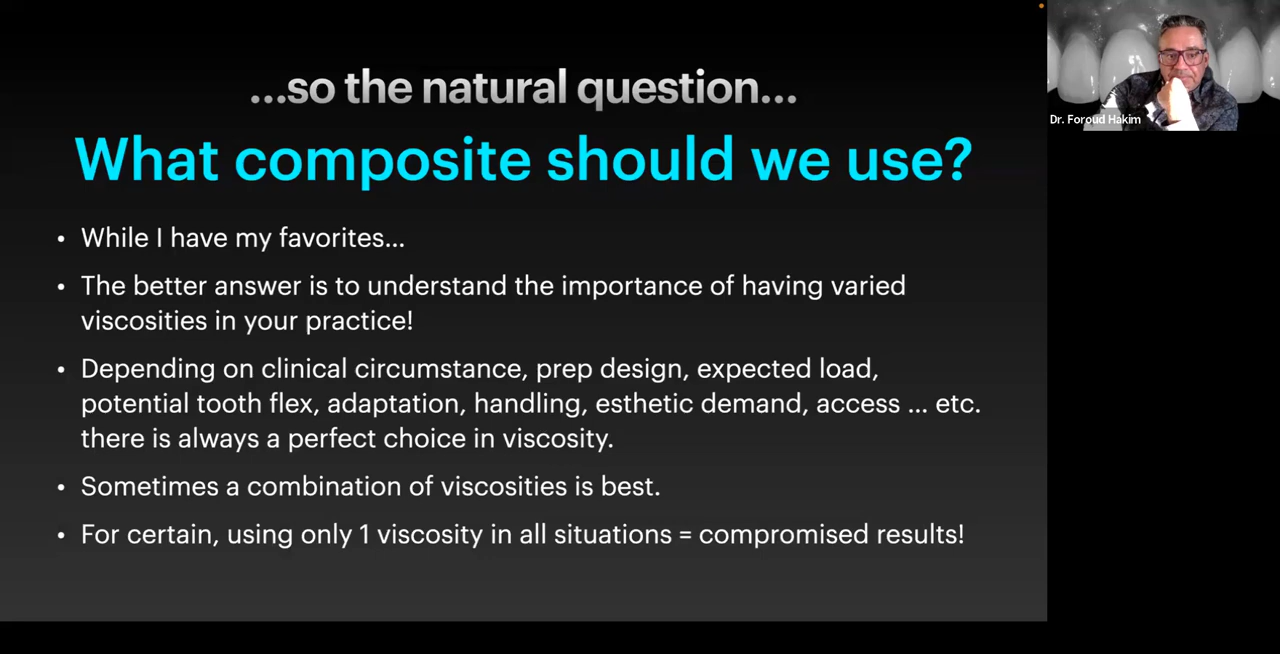 ...so the natural question...
What composite should we use?
• While I have my favorites...
• The better answer is to understand the importance of having varied
viscosities in your practice!
• Depending on clinical circumstance, prep design, expected load,
potential tooth flex, adaptation, handling, esthetic demand, access ... etc.
there is always a perfect choice in viscosity.
• Sometimes a combination of viscosities is best.
• For certain, using only 1 viscosity in all situations = compromised results!
Dr. Foroud Hakim